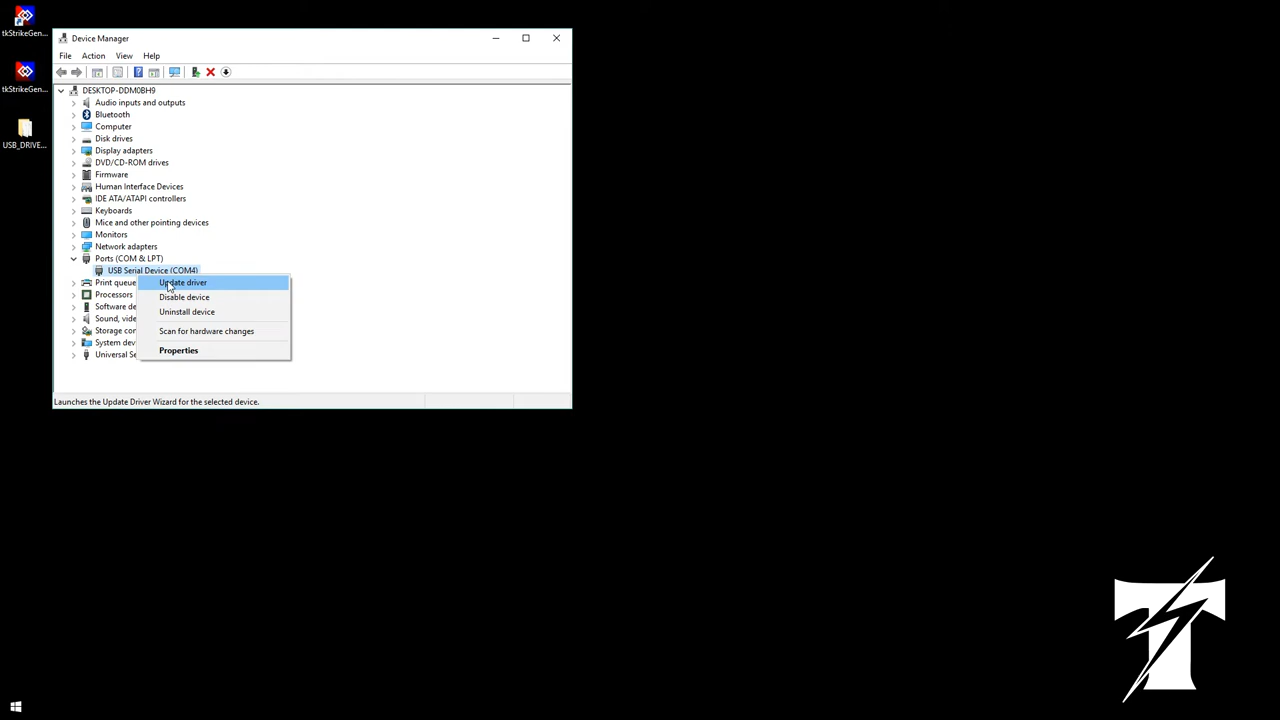 tkStrikeGen...
tkStrikeGen...
USB_DRIVE...
Device Manager
File Action View Help
DESKTOP-DDM0BH9
Audio inputs and outputs
Bluetooth
Computer
Disk drives
Display adapters
DVD/CD-ROM drives
Firmware
Human Interface Devices
IDE ATA/ATAPI controllers
Keyboards
Mice and other pointing devices
Monitors
Network adapters
Ports (COM & LPT)
USB Serial Device (COM4)
Print queue
Processors
Software de
Sound, vide
Storage con
System dev
Universal Se
Update driver
Disable device
Uninstall device
Scan for hardware changes
Properties
Launches the Update Driver Wizard for the selected device.
T